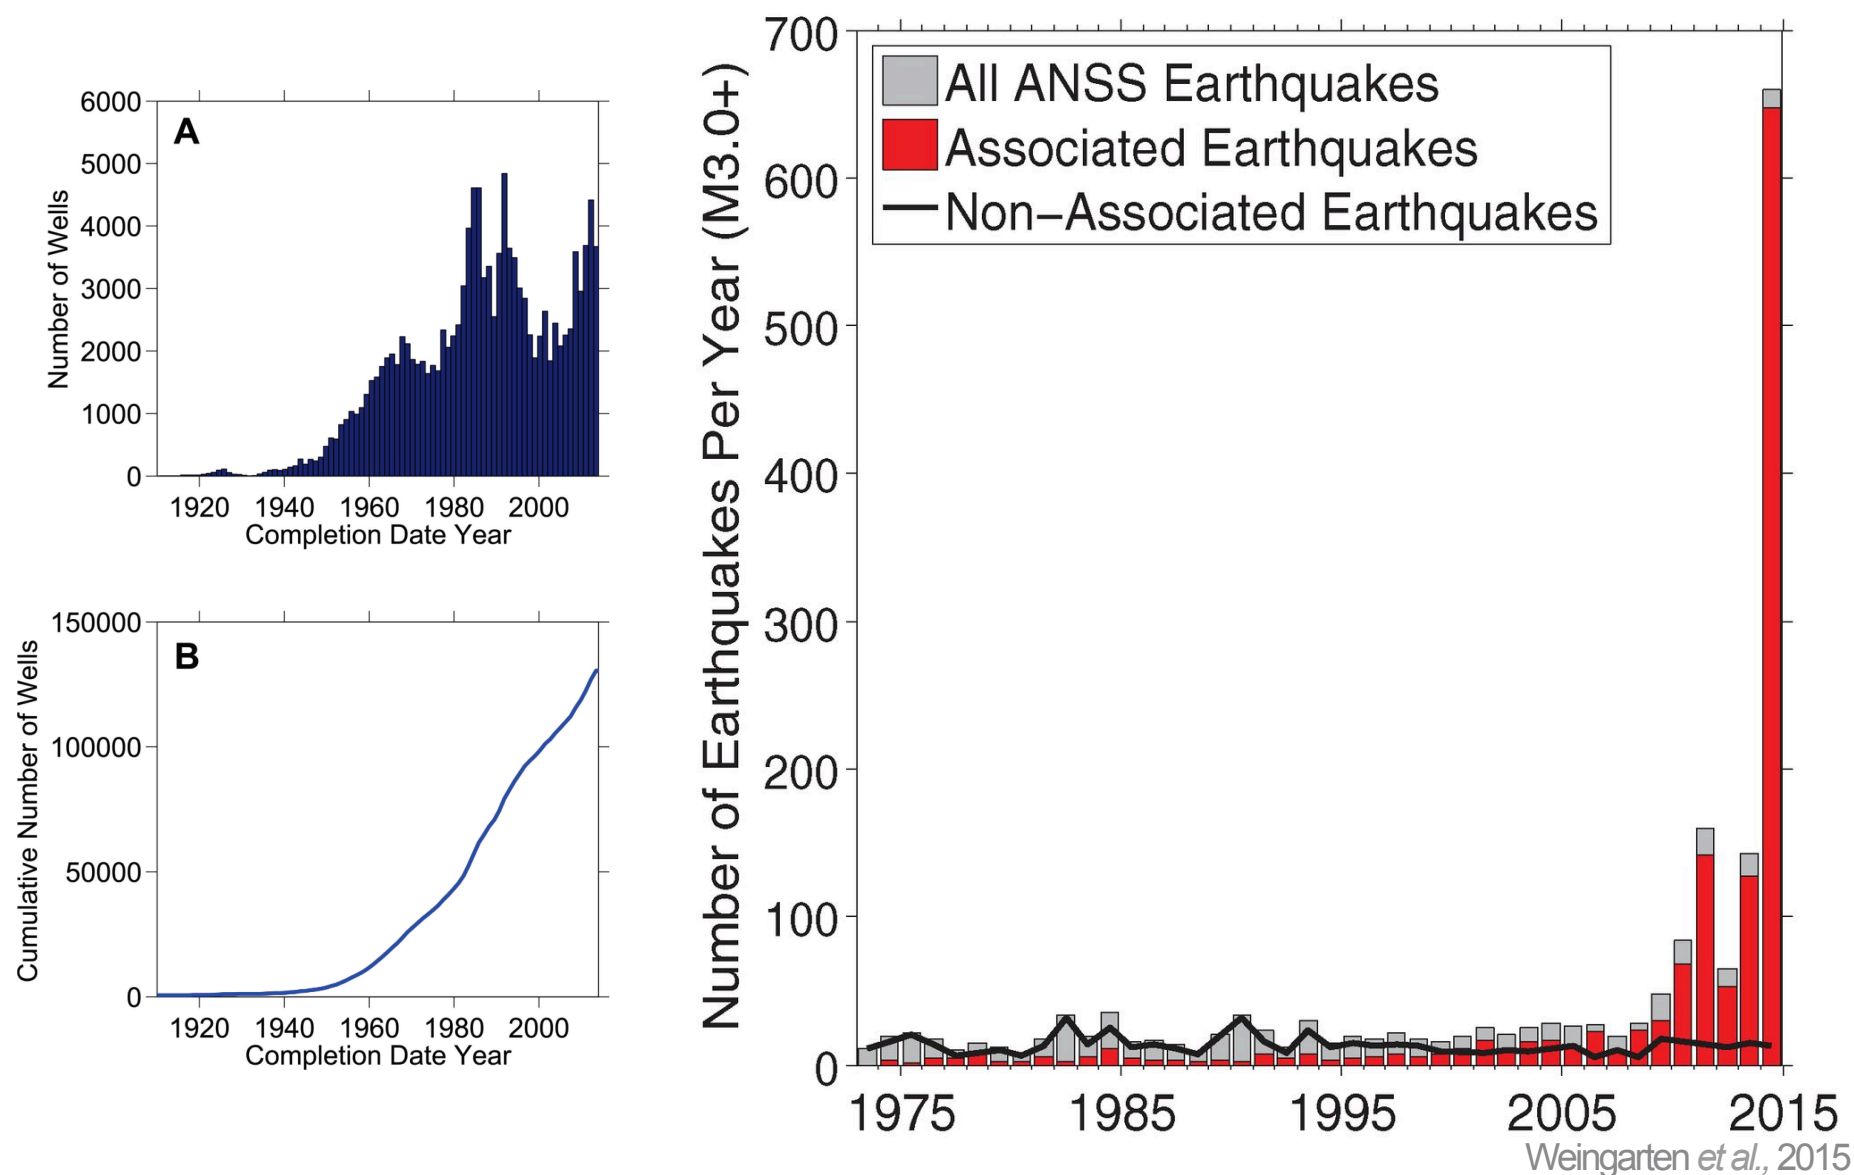 A
6000
5000
4000
3000
2000
1000
0
Number of Wells
1920 1940 1960 1980 2000
Completion Date Year
B
150000
100000
50000
0
Cumulative Number of Wells
1920 1940 1960 1980 2000
Completion Date Year
700
600
500
400
300
200
100
0
Number of Earthquakes Per Year (M3.0+)
All ANSS Earthquakes
Associated Earthquakes
Non–Associated Earthquakes
1975 1985 1995 2005 2015
Weingarten et al., 2015